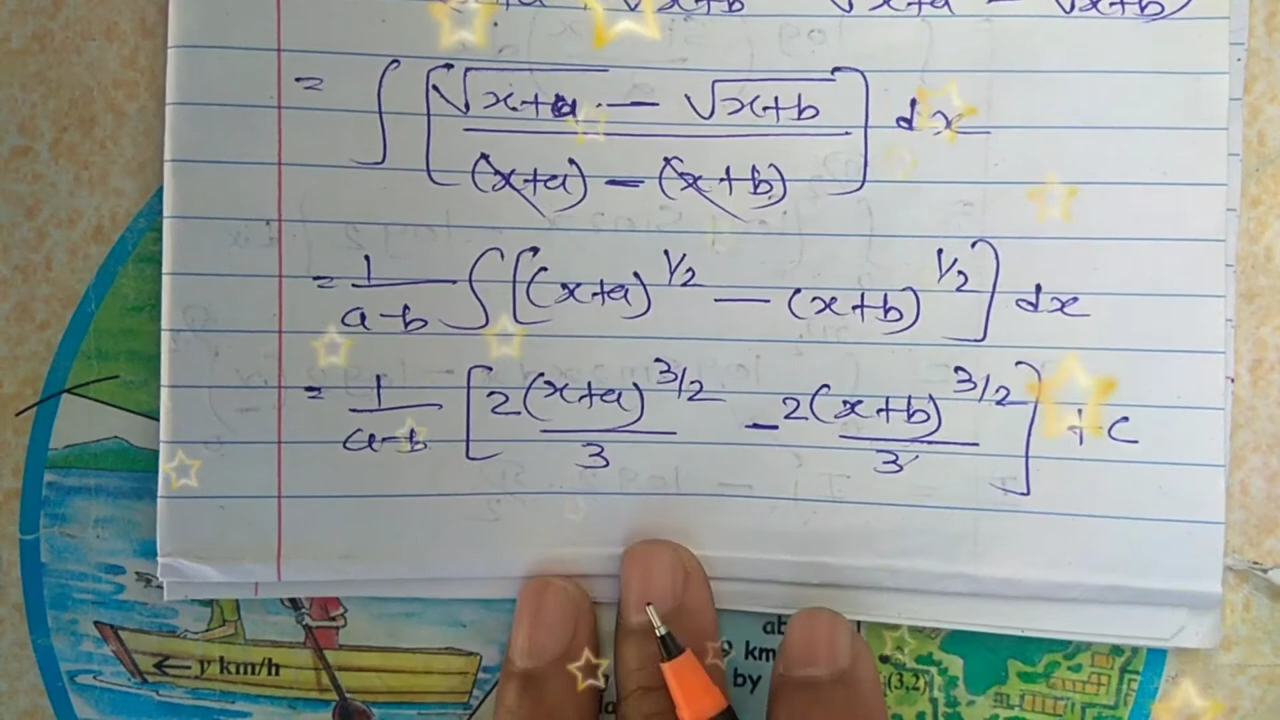 √x+b √x+a - √x+b)
= ∫ [√x+a - √x+b / (x+a) - (x+b)] dx
= 1/a-b ∫ [(x+a)^1/2 - (x+b)^1/2] dx
= 1/a-b [2(x+a)^3/2 / 3 - 2(x+b)^3/2 / 3] + c
← y km/h
km
by
(3,2)